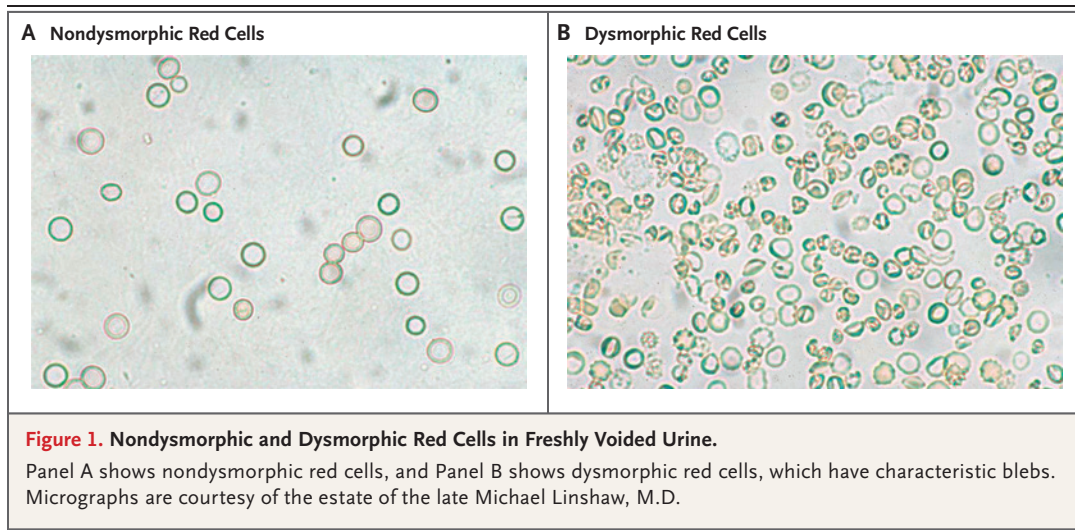 A Nondysmorphic Red Cells
B Dysmorphic Red Cells
Figure 1. Nondysmorphic and Dysmorphic Red Cells in Freshly Voided Urine.
Panel A shows nondysmorphic red cells, and Panel B shows dysmorphic red cells, which have characteristic blebs.
Micrographs are courtesy of the estate of the late Michael Linshaw, M.D.